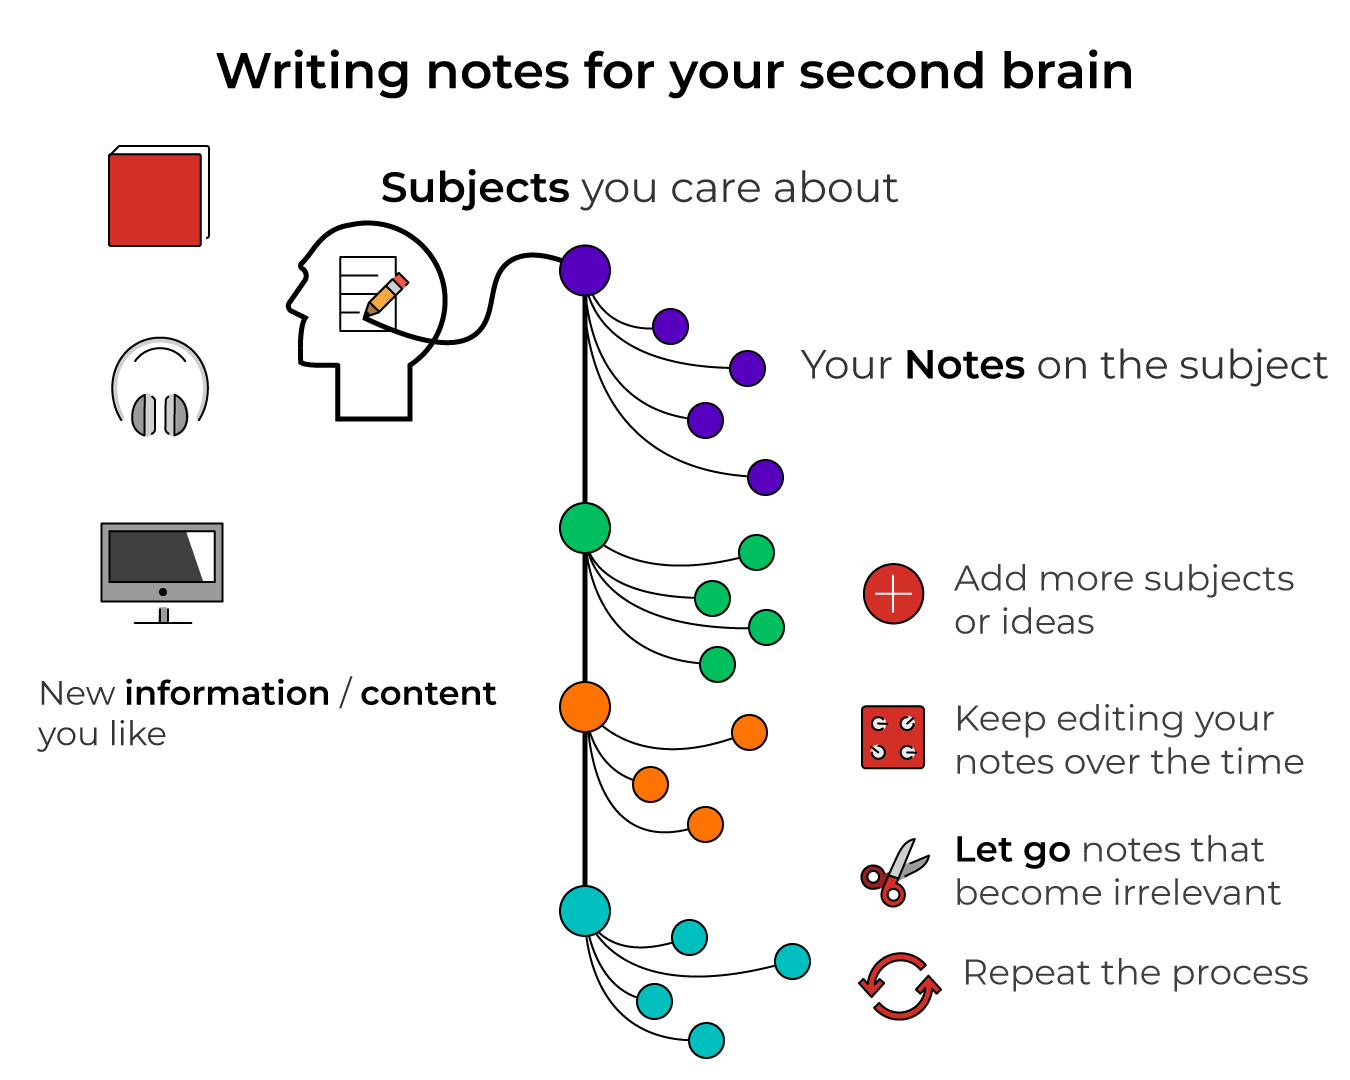 Writing notes for your second brain
Subjects you care about
Your Notes on the subject
New information / content
you like
Add more subjects
or ideas
Keep editing your
notes over the time
Let go notes that
become irrelevant
Repeat the process